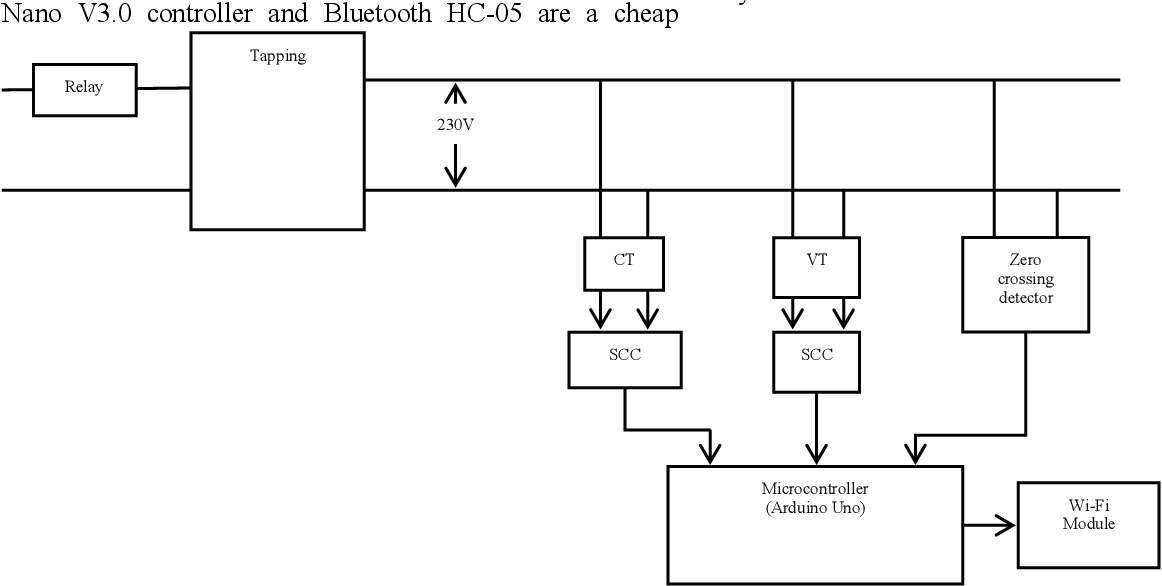 Nano V3.0 controller and Bluetooth HC-05 are a cheap
Tapping
Relay
230V
CT
VT
Zero
crossing
detector
SCC
SCC
Microcontroller
(Arduino Uno)
Wi-Fi
Module